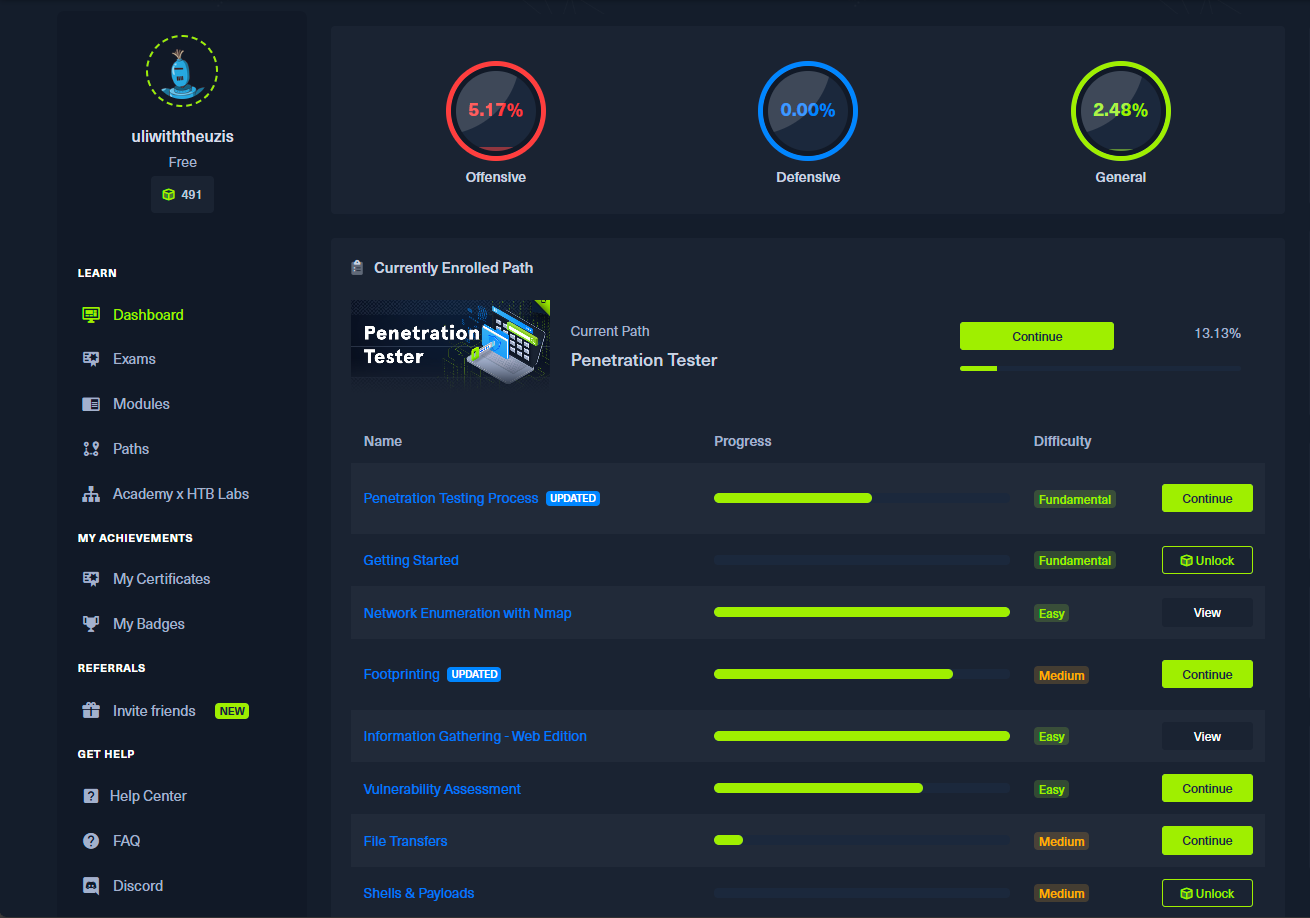 uliwiththeuzis
Free
491
LEARN
Dashboard
Exams
Modules
Paths
Academy x HTB Labs
MY ACHIEVEMENTS
My Certificates
My Badges
REFERRALS
Invite friends NEW
GET HELP
Help Center
FAQ
Discord
5.17% 0.00% 2.48%
Offensive Defensive General
Currently Enrolled Path
Penetration
Tester
Current Path
Penetration Tester
Continue 13.13%
Name Progress Difficulty
Penetration Testing Process UPDATED Fundamental Continue
Getting Started Fundamental Unlock
Network Enumeration with Nmap Easy View
Footprinting UPDATED Medium Continue
Information Gathering - Web Edition Easy View
Vulnerability Assessment Easy Continue
File Transfers Medium Continue
Shells & Payloads Medium Unlock